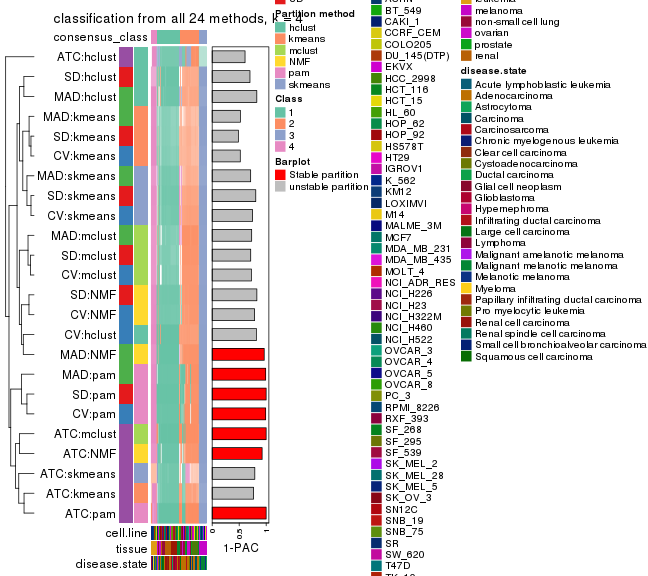 classification from all 24 methods, k = 4
consensus_class
ATC:hclust
SD:hclust
MAD:hclust
MAD:kmeans
SD:kmeans
CV:kmeans
MAD:skmeans
SD:skmeans
CV:skmeans
MAD:mclust
SD:mclust
CV:mclust
SD:NMF
CV:NMF
CV:hclust
MAD:NMF
MAD:pam
SD:pam
CV:pam
ATC:mclust
ATC:NMF
ATC:skmeans
ATC:kmeans
ATC:pam
cell.line
tissue
disease.state
0
0.5
1
1-PAC
Partition method
hclust
kmeans
mclust
NMF
pam
skmeans
Class
1
2
3
4
Barplot
Stable partition
unstable partition
BT_549
CAKI_1
CCRF_CEM
COLO205
DU_145(DTP)
EKVX
HCC_2998
HCT_116
HCT_15
HL_60
HOP_62
HOP_92
HS578T
HT29
IGROV1
K_562
KM12
LOXIMVI
M14
MALME_3M
MCF7
MDA_MB_231
MDA_MB_435
MOLT_4
NCI_ADR_RES
NCI_H226
NCI_H23
NCI_H322M
NCI_H460
NCI_H522
OVCAR_3
OVCAR_4
OVCAR_5
OVCAR_8
PC_3
RPMI_8226
RXF_393
SF_268
SF_295
SF_539
SK_MEL_2
SK_MEL_28
SK_MEL_5
SK_OV_3
SN12C
SNB_19
SNB_75
SR
SW_620
T47D
melanoma
non-small cell lung
ovarian
prostate
renal
disease.state
Acute lymphoblastic leukemia
Adenocarcinoma
Astrocytoma
Carcinoma
Carcinosarcoma
Chronic myelogenous leukemia
Clear cell carcinoma
Cystoadenocarcinoma
Ductal carcinoma
Glial cell neoplasm
Glioblastoma
Hypernephroma
Infiltrating ductal carcinoma
Large cell carcinoma
Lymphoma
Malignant amelanotic melanoma
Malignant melanotic melanoma
Melanotic melanoma
Myeloma
Papillary infiltrating ductal carcinoma
Pro myelocytic leukemia
Renal cell carcinoma
Renal spindle cell carcinoma
Small cell bronchioalveolar carcinoma
Squamous cell carcinoma